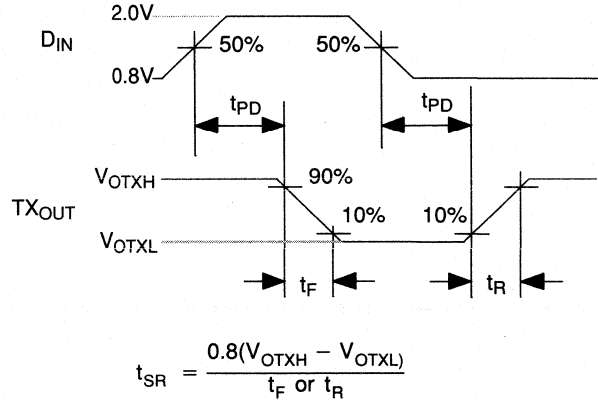 2.0V
D_IN
50% 50%
0.8V
t_PD t_PD
V_OTXH
90%
TX_OUT
10% 10%
V_OTXL
t_F t_R
t_SR = 0.8(V_OTXH − V_OTXL) / t_F or t_R